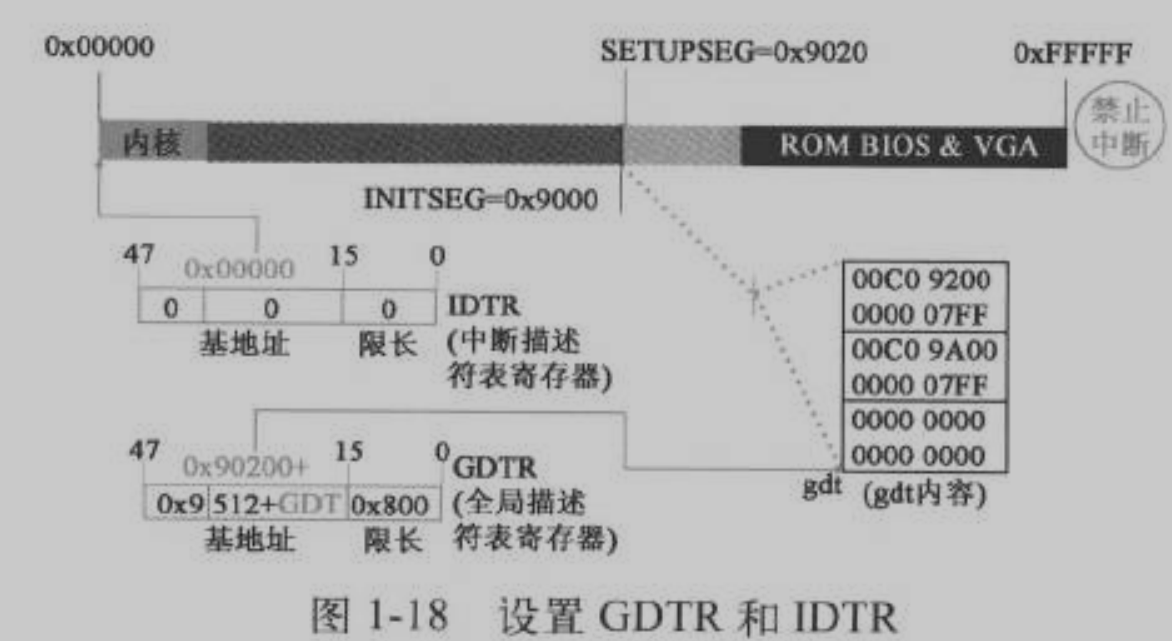 0x00000
SETUPSEG=0x9020
0xFFFFF
禁止
中断
内核
ROM BIOS & VGA
INITSEG=0x9000
47
15
0
0x00000
0
0
0
IDTR
基地址
限长
(中断描述
符表寄存器)
00C0 9200
0000 07FF
00C0 9A00
0000 07FF
0000 0000
0000 0000
gdt
(gdt内容)
47
15
0
0x90200+
GDTR
0x9
512+GDT
0x800
(全局描述
基地址
限长
符表寄存器)
图 1-18 设置 GDTR 和 IDTR